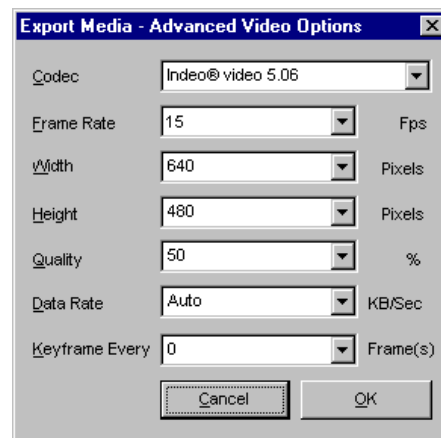 Export Media - Advanced Video Options
Codec Indeo® video 5.06
Frame Rate 15 Fps
Width 640 Pixels
Height 480 Pixels
Quality 50 %
Data Rate Auto KB/Sec
Keyframe Every 0 Frame(s)
Cancel OK